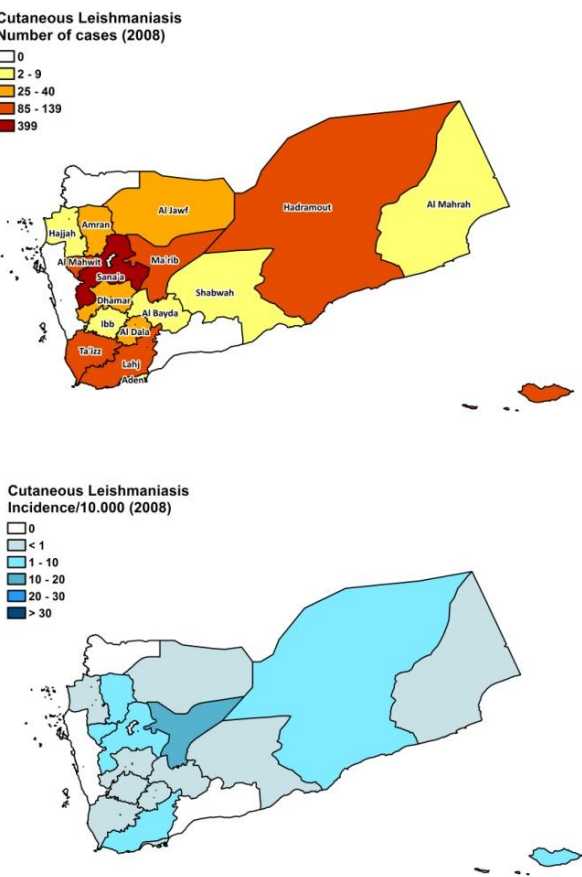 Cutaneous Leishmaniasis
Number of cases (2008)
0
2 - 9
25 - 40
85 - 139
399
Al Jawf
Hadramout
Al Mahrah
Amran
Hajjah
Al Mahwit
Ma'rib
Sana'a
Shabwah
Dhamar
Al Bayda
Ibb
Al Dala
Ta'izz
Lahj
Aden
Cutaneous Leishmaniasis
Incidence/10.000 (2008)
0
< 1
1 - 10
10 - 20
20 - 30
> 30